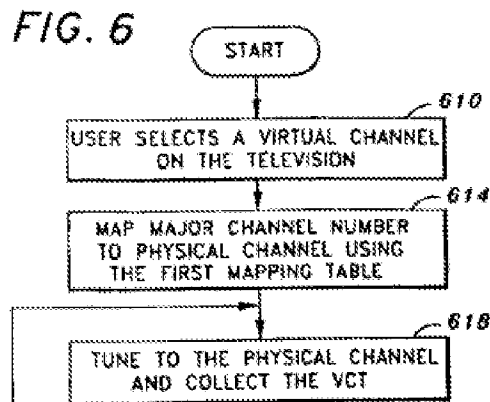 FIG. 6
START
610
USER SELECTS A VIRTUAL CHANNEL
ON THE TELEVISION
614
MAP MAJOR CHANNEL NUMBER
TO PHYSICAL CHANNEL USING
THE FIRST MAPPING TABLE
618
TUNE TO THE PHYSICAL CHANNEL
AND COLLECT THE VCT